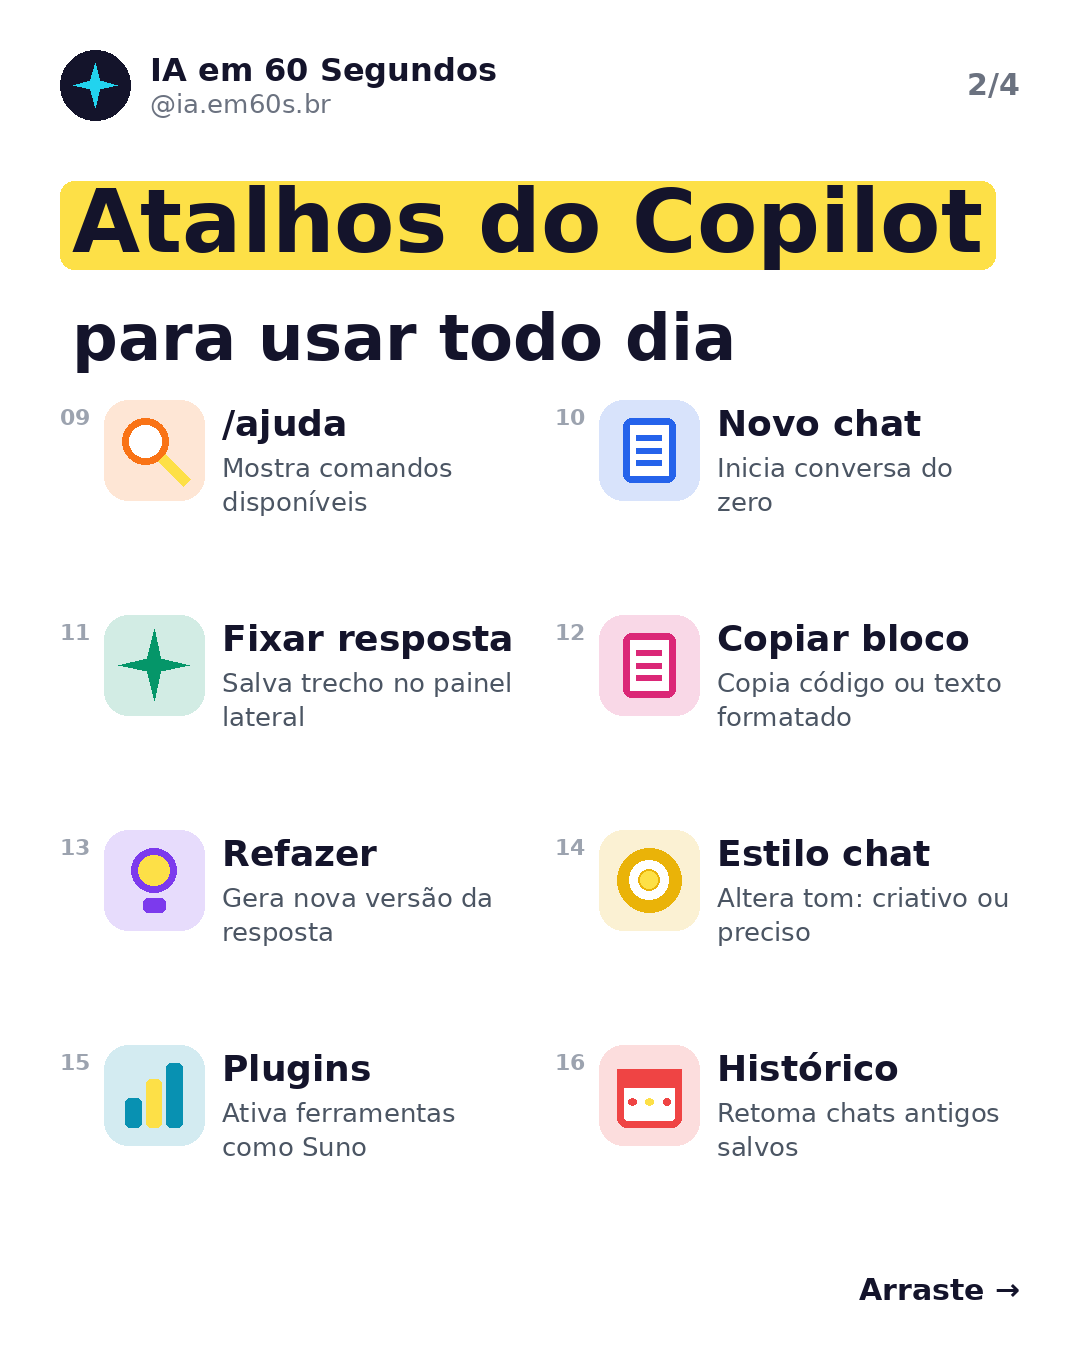 IA em 60 Segundos
@ia.em60s.br
2/4
Atalhos do Copilot
para usar todo dia
09
/ajuda
Mostra comandos
disponíveis
10
Novo chat
Inicia conversa do
zero
11
Fixar resposta
Salva trecho no painel
lateral
12
Copiar bloco
Copia código ou texto
formatado
13
Refazer
Gera nova versão da
resposta
14
Estilo chat
Altera tom: criativo ou
preciso
15
Plugins
Ativa ferramentas
como Suno
16
Histórico
Retoma chats antigos
salvos
Arraste →